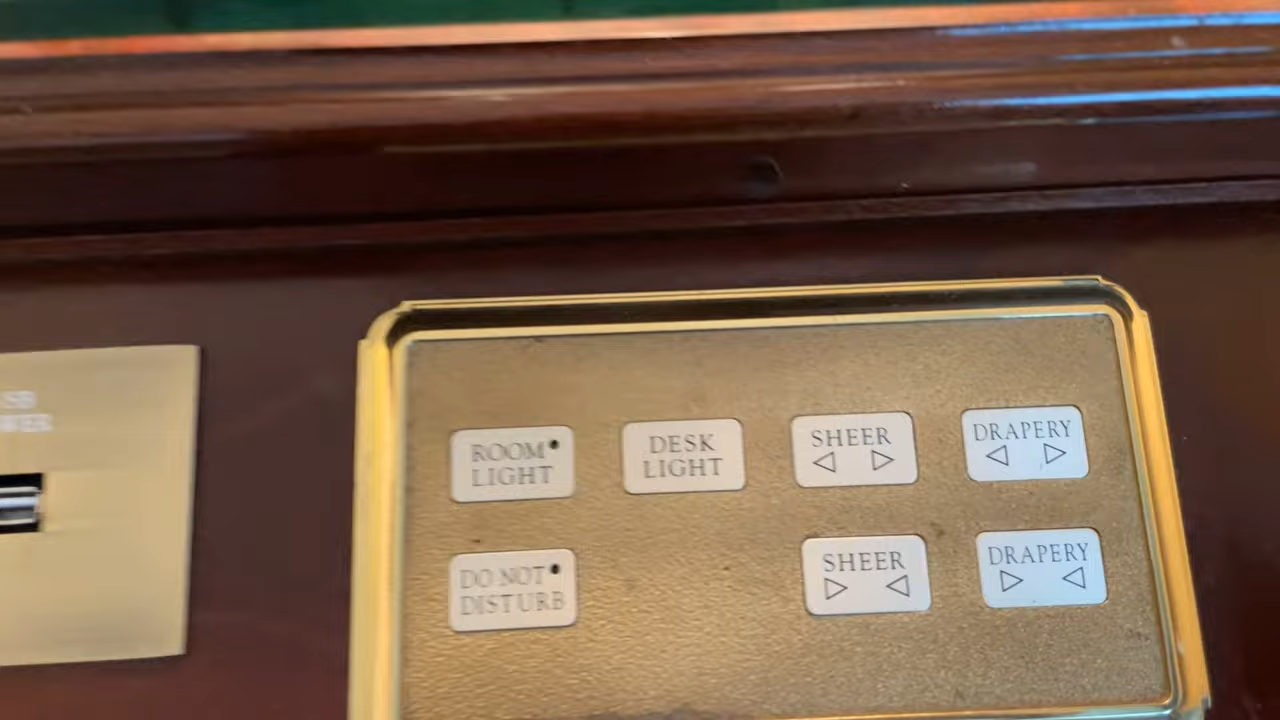 ROOM
LIGHT
DESK
LIGHT
SHEER
DRAPERY
DO NOT
DISTURB
SHEER
DRAPERY